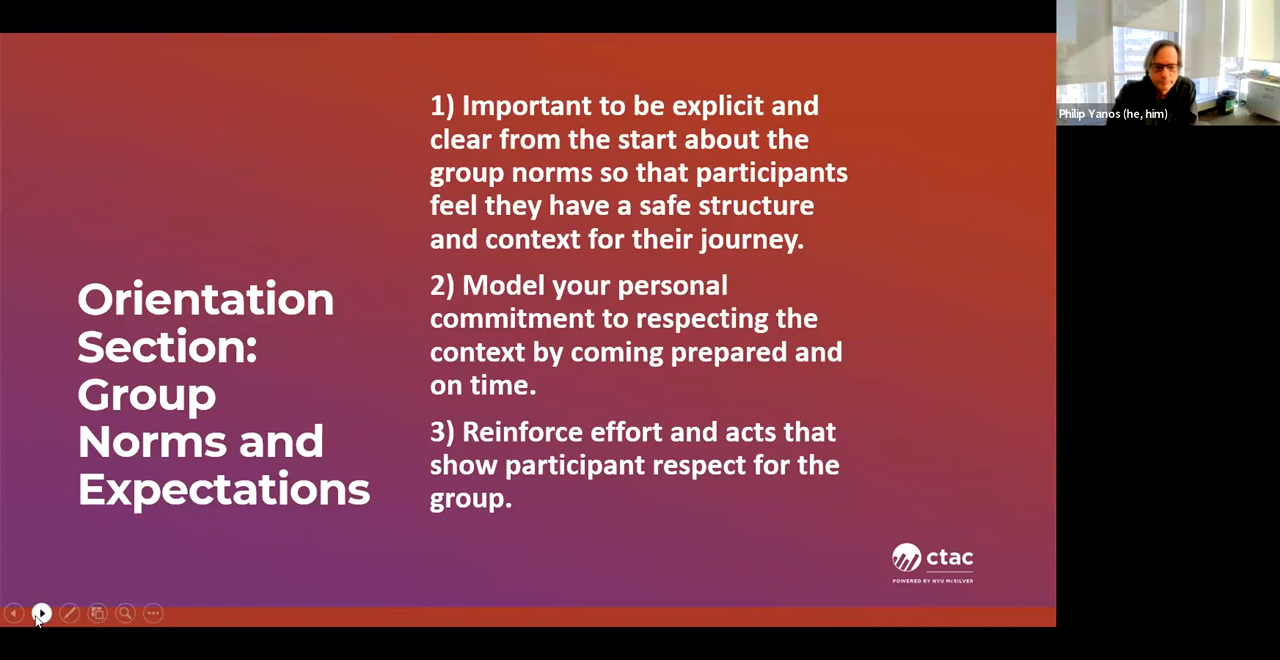 Orientation
Section:
Group
Norms and
Expectations
1) Important to be explicit and
clear from the start about the
group norms so that participants
feel they have a safe structure
and context for their journey.
2) Model your personal
commitment to respecting the
context by coming prepared and
on time.
3) Reinforce effort and acts that
show participant respect for the
group.
ctac
POWERED BY NYU McSILVER
Philip Yanos (he, him)